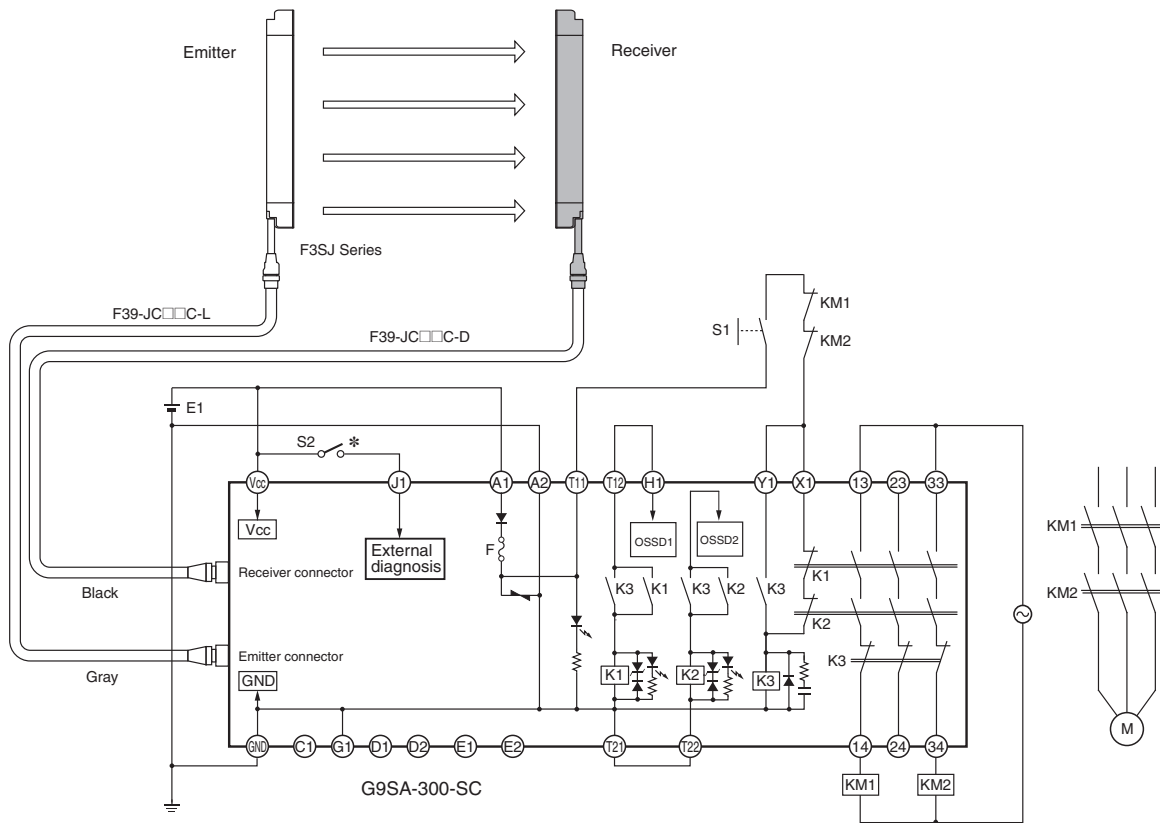 Emitter
Receiver
F3SJ Series
F39-JC□□C-L
F39-JC□□C-D
S1
KM1
KM2
E1
S2
*
Vcc
J1
A1
A2
T11
T12
H1
Y1
X1
13
23
33
Vcc
External
diagnosis
F
OSSD1
OSSD2
KM1
Receiver connector
K3
K1
K3
K2
K3
K1
Black
KM2
K2
Emitter connector
K3
Gray
GND
K1
K2
K3
M
GND
C1
G1
D1
D2
E1
E2
T21
T22
14
24
34
G9SA-300-SC
KM1
KM2